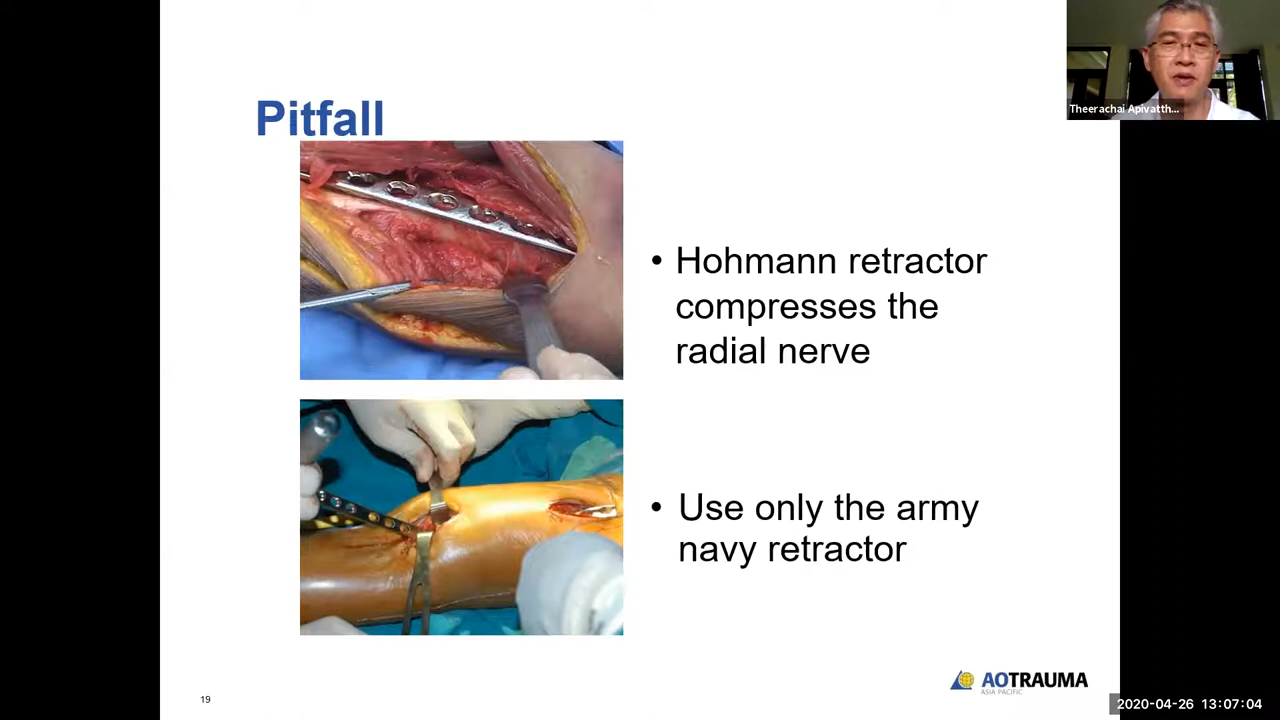 Theerachai Apivatth...
Pitfall
• Hohmann retractor
compresses the
radial nerve
• Use only the army
navy retractor
19
AOTRAUMA
ASIA PACIFIC
2020-04-26 13:07:04